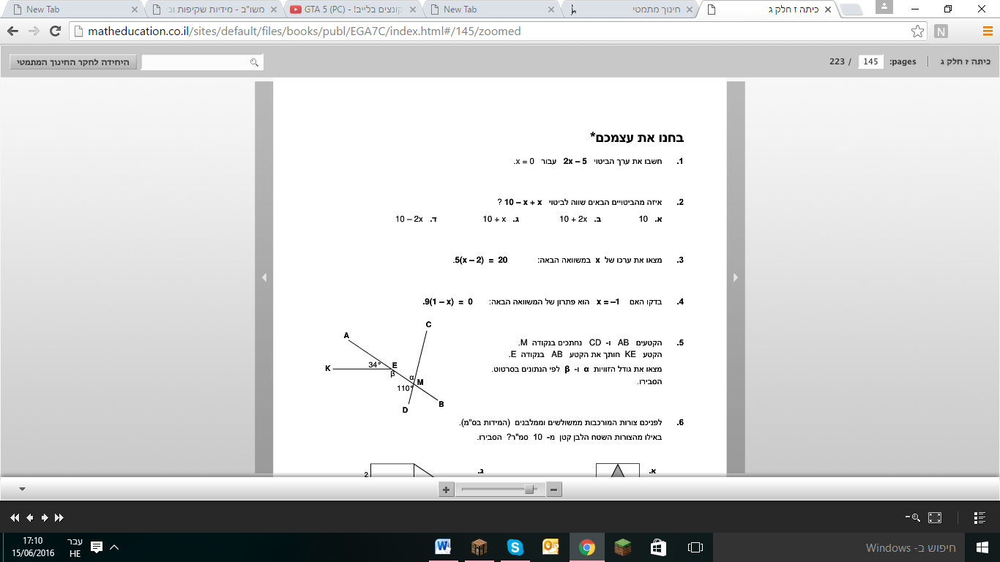 New Tab
משו"ב - מידיות שקיפות וב
GTA 5 (PC) - קונצים בלייב!
New Tab
חינוך מתמטי
כיתה ז חלק ג
matheducation.co.il/sites/default/files/books/publ/EGA7C/index.html#/145/zoomed
N
היחידה לחקר החינוך המתמטי
כיתה ז חלק ג
pages: 145 / 223
בחנו את עצמכם*
1. חשבו את ערך הביטוי 2x – 5 עבור x = 0.
2. איזה מהביטויים הבאים שווה לביטוי 10 – x + x ?
א. 10 ב. 10 + 2x ג. 10 + x ד. 10 – 2x
3. מצאו את ערכו של x במשוואה הבאה: 5(x – 2) = 20.
4. בדקו האם x = –1 הוא פתרון של המשוואה הבאה: 9(1 – x) = 0.
5. הקטעים AB ו- CD נחתכים בנקודה M.
הקטע KE חותך את הקטע AB בנקודה E.
מצאו את גודל הזוויות α ו- β לפי הנתונים בסרטוט.
הסבירו.
C
A
34°
E
K
β
α
M
110°
B
D
6. לפניכם צורות המורכבות ממשולשים וממלבנים (המידות בס"מ).
באילו מהצורות השטח הלבן קטן מ- 10 סמ"ר? הסבירו.
א.
ג.
2
17:10
15/06/2016
עבר
HE
חיפוש ב- Windows